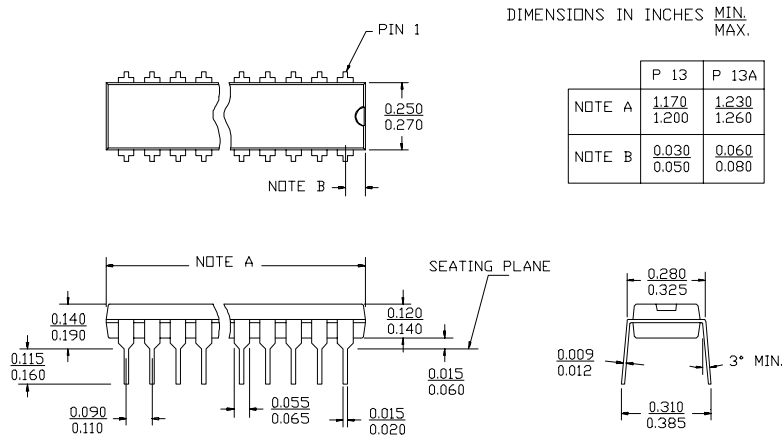 DIMENSIONS IN INCHES MIN.
MAX.
PIN 1
P 13 P 13A
NOTE A 1.170 1.230
1.200 1.260
NOTE B 0.030 0.060
0.050 0.080
0.250
0.270
NOTE B
NOTE A
SEATING PLANE
0.280
0.325
0.140
0.190
0.120
0.140
0.115
0.160
0.015
0.060
0.009
0.012
3° MIN.
0.090
0.110
0.055
0.065
0.015
0.020
0.310
0.385